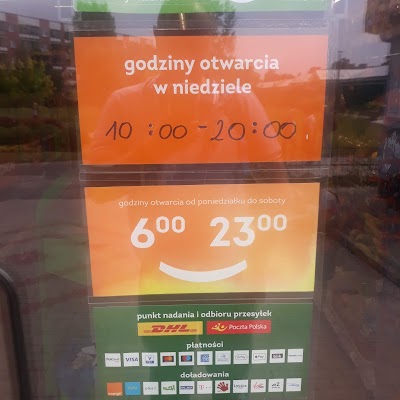 godziny otwarcia
w niedziele
10:00-20:00
godziny otwarcia od poniedziałku do soboty
6⁰⁰ 23⁰⁰
punkt nadania i odbioru przesyłek
DHL Poczta Polska
płatności
VISA
doładowania